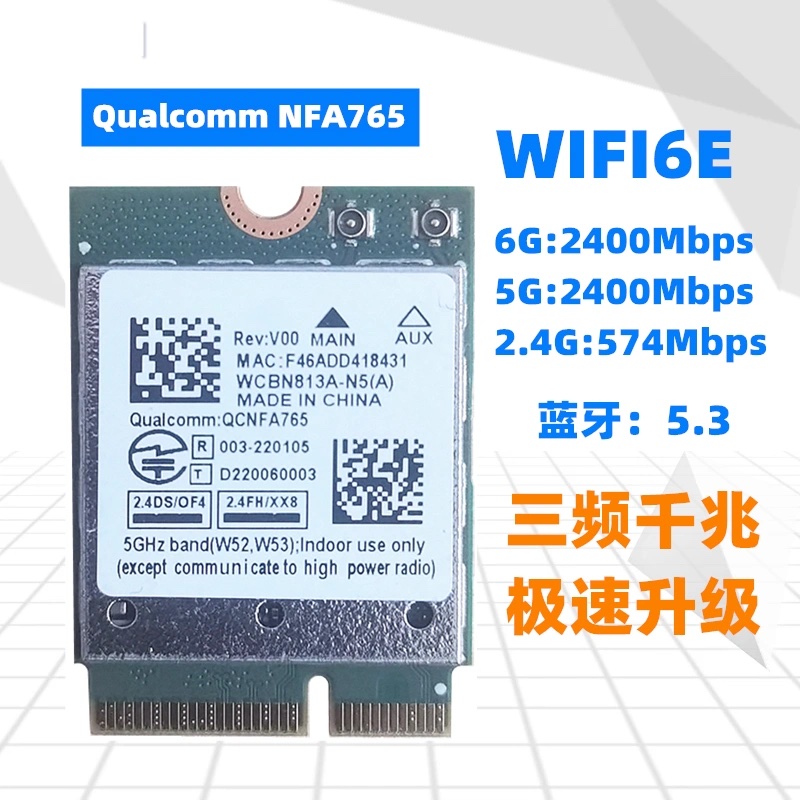 Qualcomm NFA765
WIFI6E
6G:2400Mbps
5G:2400Mbps
2.4G:574Mbps
蓝牙：5.3
三频千兆
极速升级
Rev:V00 MAIN AUX
MAC:F46ADD418431
WCBN813A-N5(A)
MADE IN CHINA
Qualcomm:QCNFA765
R 003-220105
T D220060003
2.4DS/OF4 2.4FH/XX8
5GHz band(W52,W53);Indoor use only
(except communicate to high power radio)